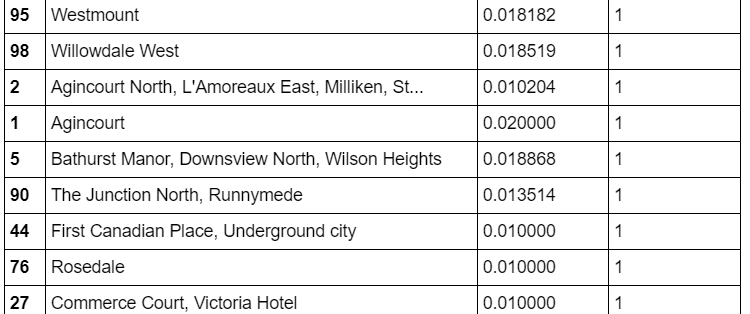 95 Westmount 0.018182 1
98 Willowdale West 0.018519 1
2 Agincourt North, L'Amoreaux East, Milliken, St... 0.010204 1
1 Agincourt 0.020000 1
5 Bathurst Manor, Downsview North, Wilson Heights 0.018868 1
90 The Junction North, Runnymede 0.013514 1
44 First Canadian Place, Underground city 0.010000 1
76 Rosedale 0.010000 1
27 Commerce Court, Victoria Hotel 0.010000 1